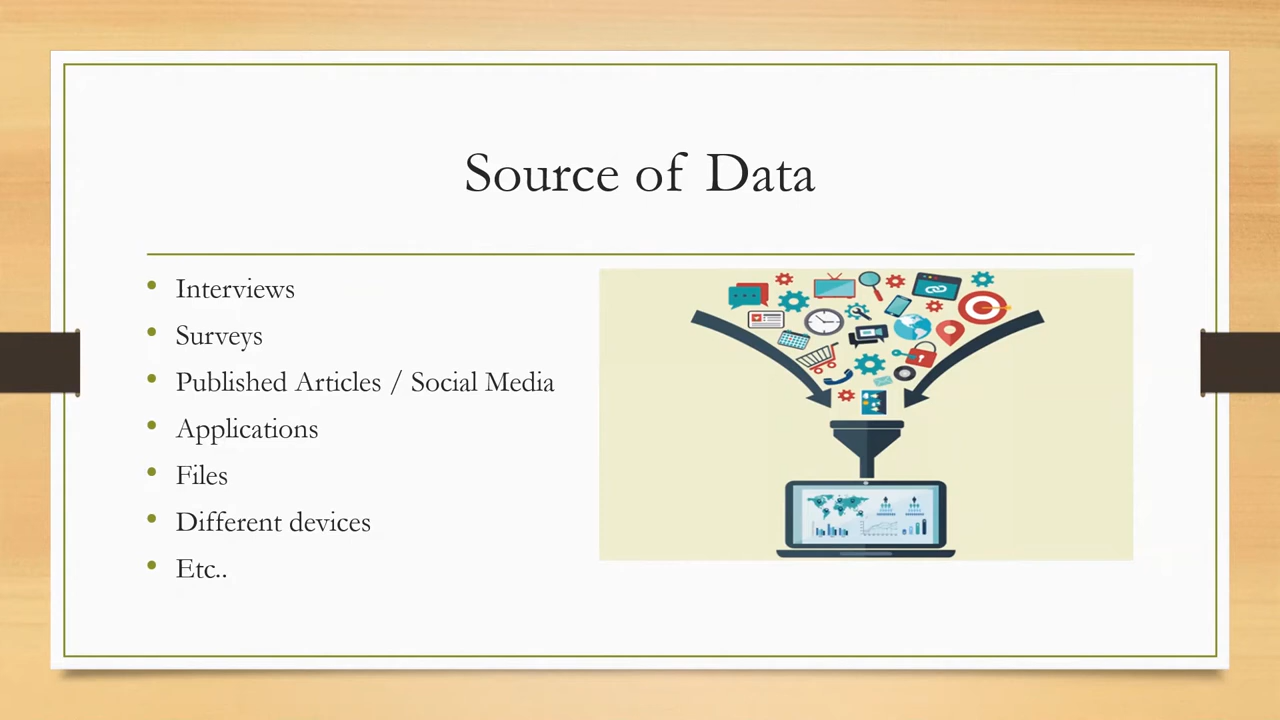 Source of Data
Interviews
Surveys
Published Articles / Social Media
Applications
Files
Different devices
Etc..